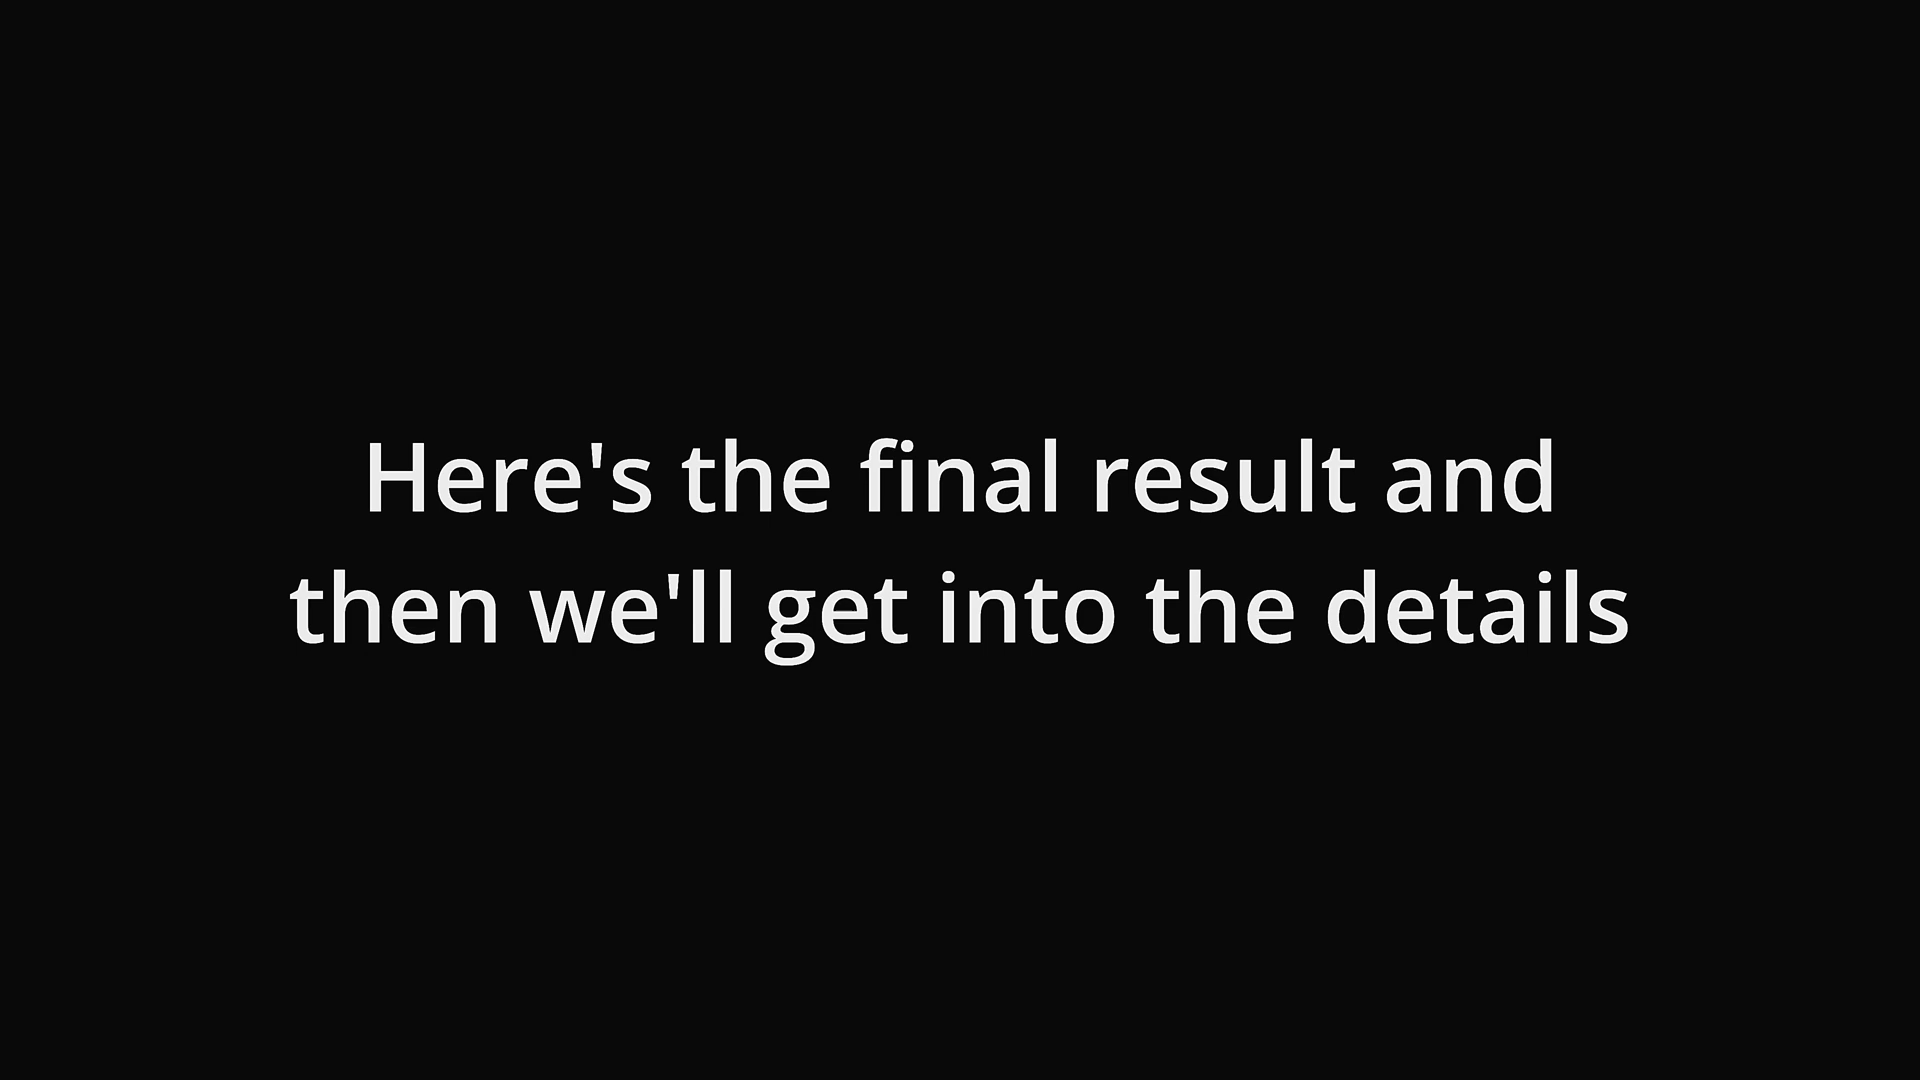 Here's the final result and
then we'll get into the details